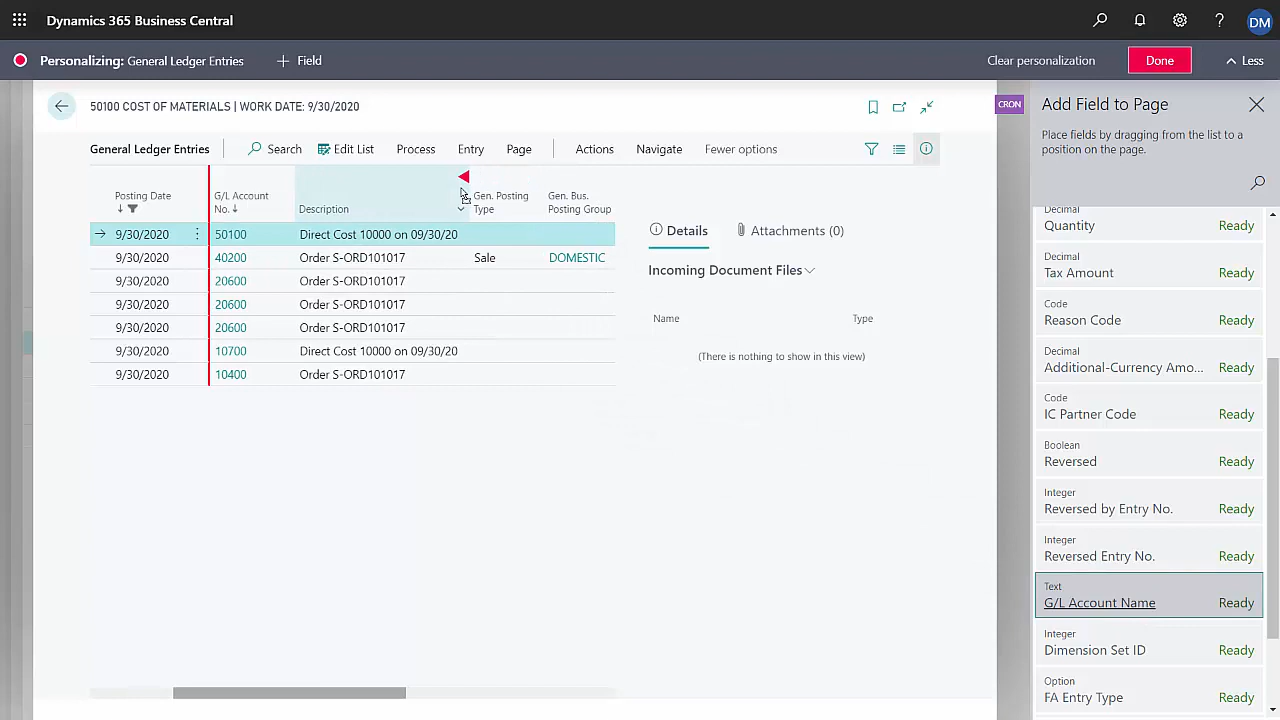 Dynamics 365 Business Central
DM
Personalizing: General Ledger Entries
Field
Clear personalization
Done
Less
50100 COST OF MATERIALS | WORK DATE: 9/30/2020
CRON
Add Field to Page
Place fields by dragging from the list to a
position on the page.
General Ledger Entries
Search
Edit List
Process
Entry
Page
Actions
Navigate
Fewer options
Posting Date
G/L Account
No.
Description
Gen. Posting
Type
Gen. Bus.
Posting Group
9/30/2020 50100 Direct Cost 10000 on 09/30/20
9/30/2020 40200 Order S-ORD101017 Sale DOMESTIC
9/30/2020 20600 Order S-ORD101017
9/30/2020 20600 Order S-ORD101017
9/30/2020 20600 Order S-ORD101017
9/30/2020 10700 Direct Cost 10000 on 09/30/20
9/30/2020 10400 Order S-ORD101017
Details
Attachments (0)
Incoming Document Files
Name
Type
(There is nothing to show in this view)
Decimal
Quantity Ready
Decimal
Tax Amount Ready
Code
Reason Code Ready
Decimal
Additional-Currency Amo... Ready
Code
IC Partner Code Ready
Boolean
Reversed Ready
Integer
Reversed by Entry No. Ready
Integer
Reversed Entry No. Ready
Text
G/L Account Name Ready
Integer
Dimension Set ID Ready
Option
FA Entry Type Ready